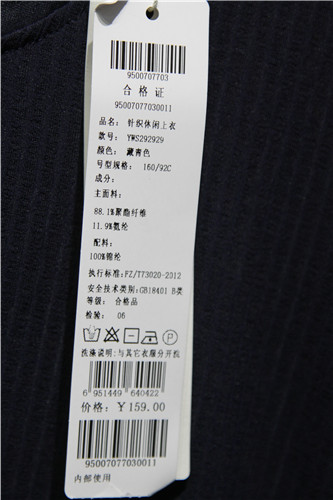 9500707703
合格证
95007077030011
品名: 针织休闲上衣
款号: YWS292929
颜色: 藏青色
号型规格: 160/92C
成分:
主面料:
88.1%聚酯纤维
11.9%氨纶
配料:
100%锦纶
执行标准:FZ/T73020-2012
安全技术类别:GB18401 B类
等级: 合格品
检验: 06
洗涤说明:与其它衣服分开洗
6 951449 640422
价格: ￥159.00
95007077030011
内部使用